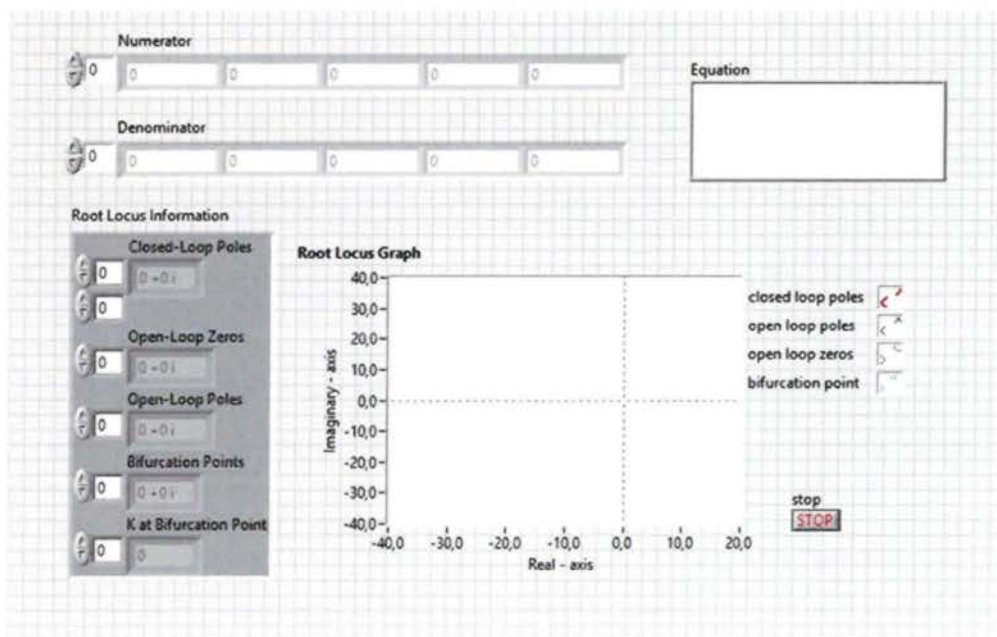 Numerator
0 0 0 0 0 0
Equation
Denominator
0 0 0 0 0 0
Root Locus Information
Closed-Loop Poles
0 0 +0 i
0
Open-Loop Zeros
0 0 +0 i
Open-Loop Poles
0 0 +0 i
Bifurcation Points
0 0 +0 i
K at Bifurcation Point
0 0
Root Locus Graph
40,0
30,0
20,0
10,0
0,0
-10,0
-20,0
-30,0
-40,0
Imaginary - axis
-40,0 -30,0 -20,0 -10,0 0,0 10,0 20,0
Real - axis
closed loop poles
open loop poles
open loop zeros
bifurcation point
stop
STOP